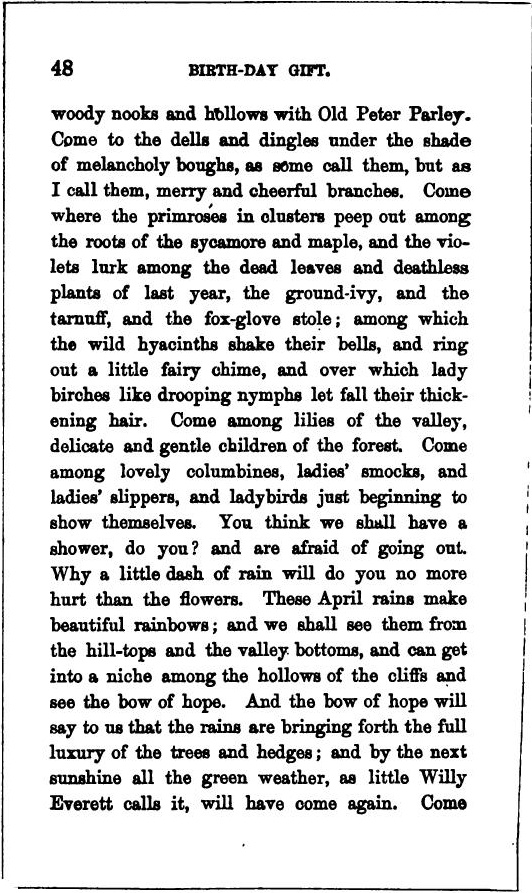 48 BIRTH-DAY GIFT.
woody nooks and hollows with Old Peter Parley.
Come to the dells and dingles under the shade
of melancholy boughs, as some call them, but as
I call them, merry and cheerful branches. Come
where the primroses in clusters peep out among
the roots of the sycamore and maple, and the vio-
lets lurk among the dead leaves and deathless
plants of last year, the ground-ivy, and the
tarnuff, and the fox-glove stole; among which
the wild hyacinths shake their bells, and ring
out a little fairy chime, and over which lady
birches like drooping nymphs let fall their thick-
ening hair. Come among lilies of the valley,
delicate and gentle children of the forest. Come
among lovely columbines, ladies' smocks, and
ladies' slippers, and ladybirds just beginning to
show themselves. You think we shall have a
shower, do you? and are afraid of going out.
Why a little dash of rain will do you no more
hurt than the flowers. These April rains make
beautiful rainbows; and we shall see them from
the hill-tops and the valley bottoms, and can get
into a niche among the hollows of the cliffs and
see the bow of hope. And the bow of hope will
say to us that the rains are bringing forth the full
luxury of the trees and hedges; and by the next
sunshine all the green weather, as little Willy
Everett calls it, will have come again. Come